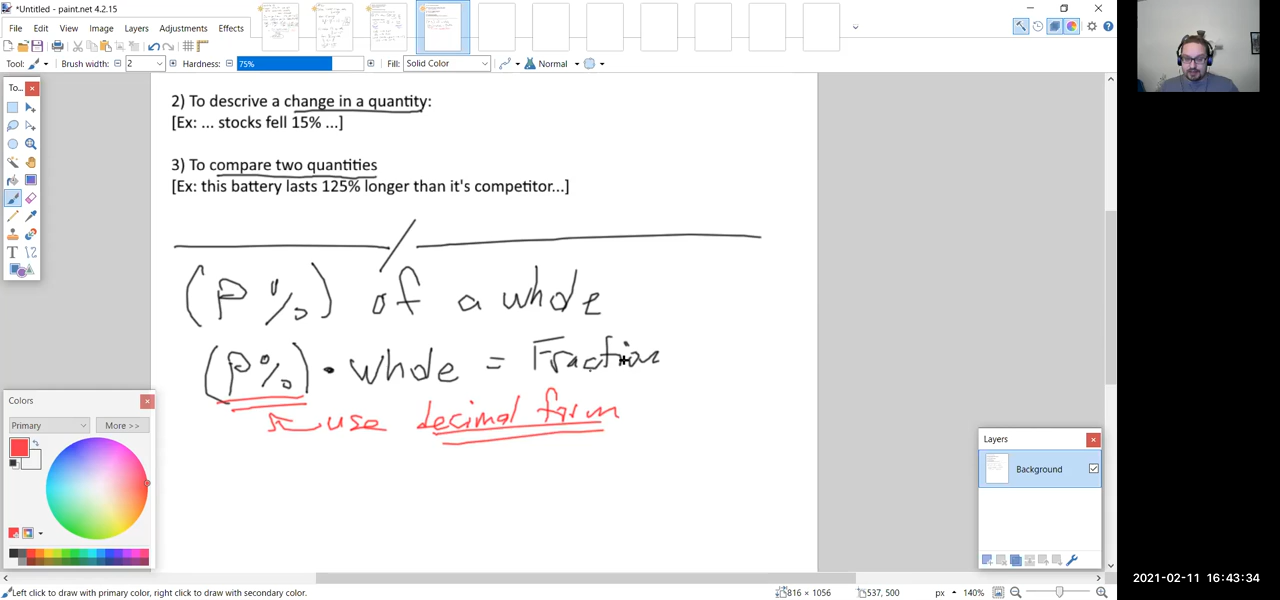 *Untitled - paint.net 4.2.15
File Edit View Image Layers Adjustments Effects
Tool: Brush width: 2 Hardness: 75% Fill: Solid Color Normal
To...
2) To descrive a change in a quantity:
[Ex: ... stocks fell 15% ...]
3) To compare two quantities
[Ex: this battery lasts 125% longer than it's competitor...]
(P%) of a whole
(P%) • whole = Fraction
use decimal form
Colors
Primary More >>
Layers
Background
2021-02-11 16:43:34
Left click to draw with primary color, right click to draw with secondary color.
816 x 1056 537, 500 px 140%